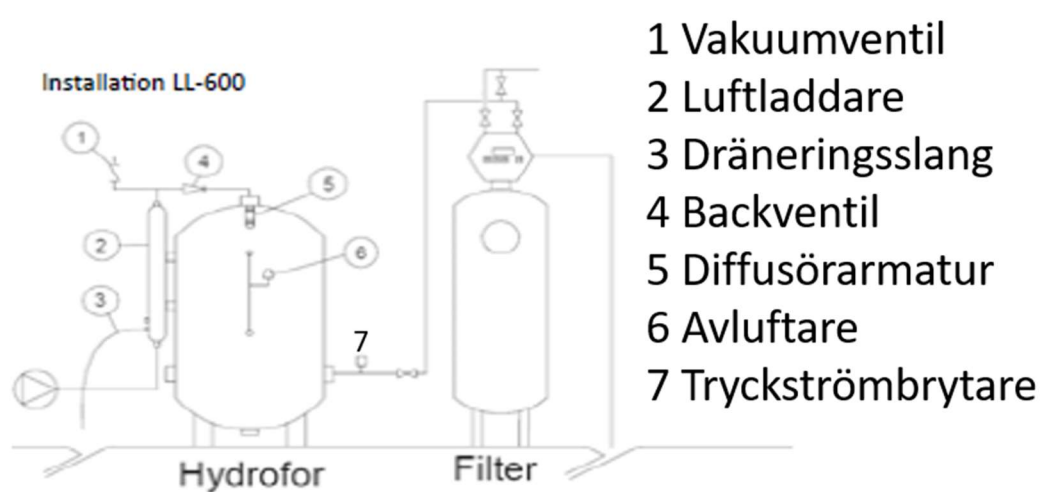 Installation LL-600
1
4
5
2
6
3
7
Hydrofor
Filter
1 Vakuumventil
2 Luftladdare
3 Dräneringsslang
4 Backventil
5 Diffusörarmatur
6 Avluftare
7 Tryckströmbrytare